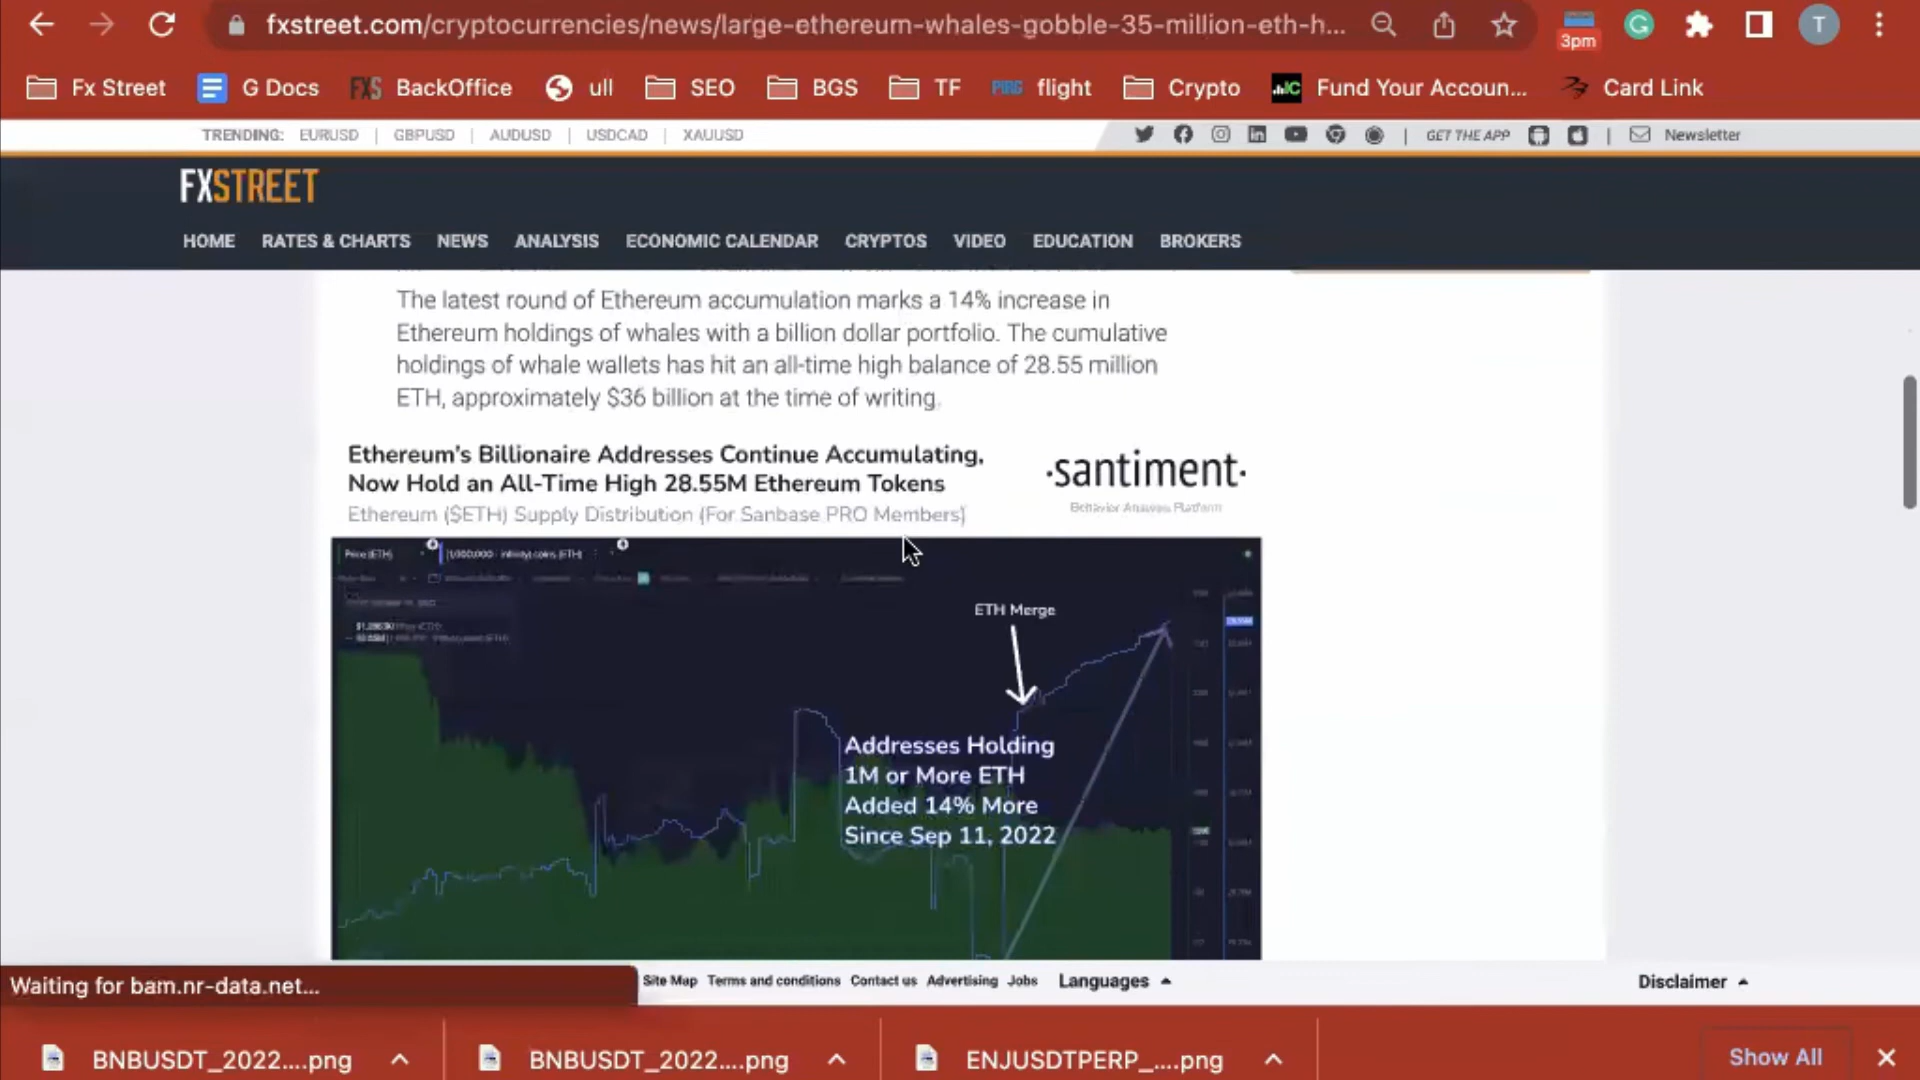 fxstreet.com/cryptocurrencies/news/large-ethereum-whales-gobble-35-million-eth-h...
3pm
G
T
Fx Street
G Docs
FXS BackOffice
ull
SEO
BGS
TF
flight
Crypto
Fund Your Accoun...
Card Link
TRENDING: EURUSD | GBPUSD | AUDUSD | USDCAD | XAUUSD
| GET THE APP | Newsletter
FXSTREET
HOME RATES & CHARTS NEWS ANALYSIS ECONOMIC CALENDAR CRYPTOS VIDEO EDUCATION BROKERS
The latest round of Ethereum accumulation marks a 14% increase in
Ethereum holdings of whales with a billion dollar portfolio. The cumulative
holdings of whale wallets has hit an all-time high balance of 28.55 million
ETH, approximately $36 billion at the time of writing.
Ethereum's Billionaire Addresses Continue Accumulating,
Now Hold an All-Time High 28.55M Ethereum Tokens
Ethereum ($ETH) Supply Distribution (For Sanbase PRO Members)
·santiment·
Behavior Analysis Platform
Price (ETH)
ETH Merge
Addresses Holding
1M or More ETH
Added 14% More
Since Sep 11, 2022
Waiting for bam.nr-data.net...
Site Map Terms and conditions Contact us Advertising Jobs Languages
Disclaimer
BNBUSDT_2022....png
BNBUSDT_2022....png
ENJUSDTPERP_....png
Show All